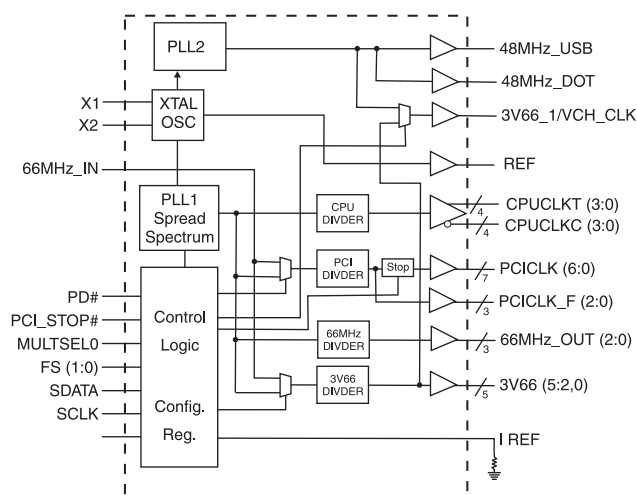 PLL2
48MHz_USB
48MHz_DOT
X1
X2
XTAL
OSC
3V66_1/VCH_CLK
REF
66MHz_IN
PLL1
Spread
Spectrum
CPU
DIVDER
CPUCLKT (3:0)
4
CPUCLKC (3:0)
4
PCI
DIVDER
Stop
PCICLK (6:0)
7
PD#
PCI_STOP#
MULTSEL0
FS (1:0)
SDATA
SCLK
Control
Logic
Config.
Reg.
PCICLK_F (2:0)
3
66MHz
DIVDER
66MHz_OUT (2:0)
3
3V66
DIVDER
3V66 (5:2,0)
5
I REF